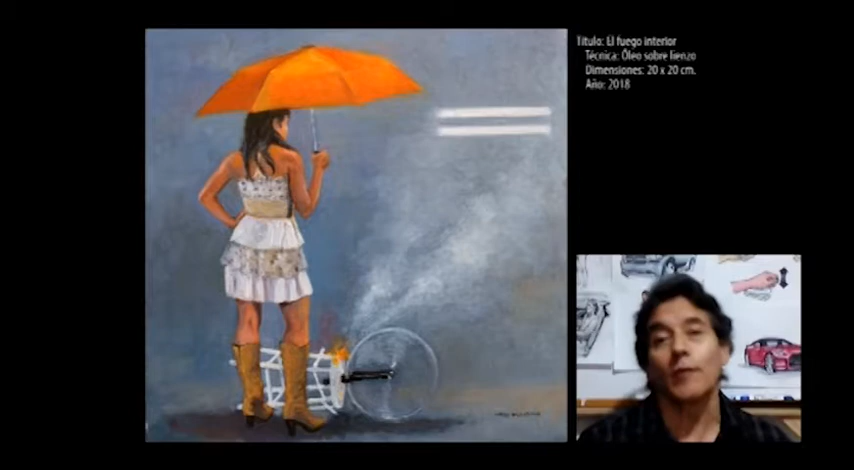 Título: El fuego interior
Técnica: Óleo sobre lienzo
Dimensiones: 20 x 20 cm.
Año: 2018